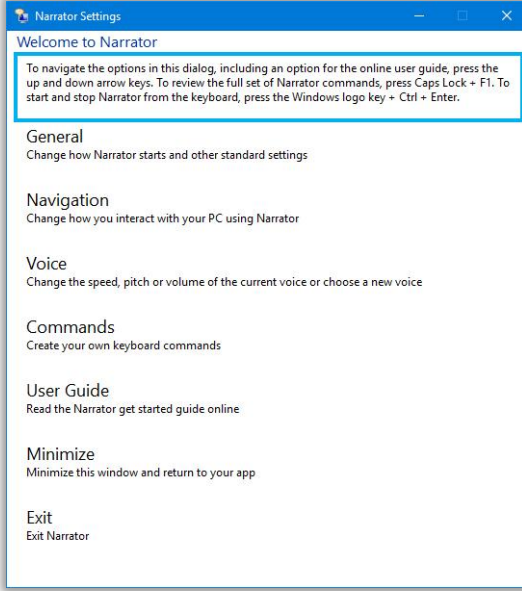 Narrator Settings
Welcome to Narrator
To navigate the options in this dialog, including an option for the online user guide, press the
up and down arrow keys. To review the full set of Narrator commands, press Caps Lock + F1. To
start and stop Narrator from the keyboard, press the Windows logo key + Ctrl + Enter.
General
Change how Narrator starts and other standard settings
Navigation
Change how you interact with your PC using Narrator
Voice
Change the speed, pitch or volume of the current voice or choose a new voice
Commands
Create your own keyboard commands
User Guide
Read the Narrator get started guide online
Minimize
Minimize this window and return to your app
Exit
Exit Narrator